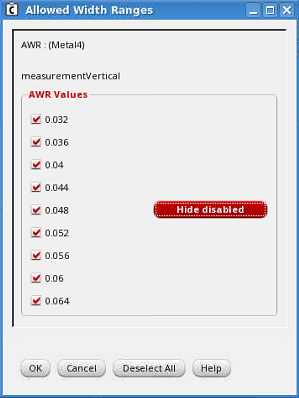 Allowed Width Ranges
AWR : (Metal4)
measurementVertical
AWR Values
0.032
0.036
0.04
0.044
0.048
Hide disabled
0.052
0.056
0.06
0.064
OK Cancel Deselect All Help